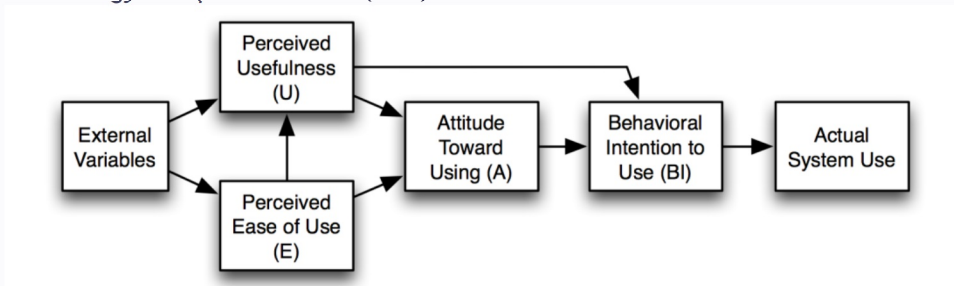 External
Variables
Perceived
Usefulness
(U)
Perceived
Ease of Use
(E)
Attitude
Toward
Using (A)
Behavioral
Intention to
Use (BI)
Actual
System Use